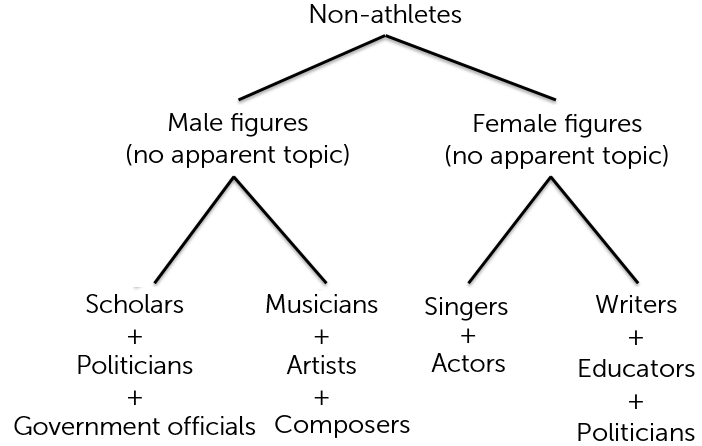 Non-athletes
Male figures
(no apparent topic)
Female figures
(no apparent topic)
Scholars
+
Politicians
+
Government officials
Musicians
+
Artists
+
Composers
Singers
+
Actors
Writers
+
Educators
+
Politicians